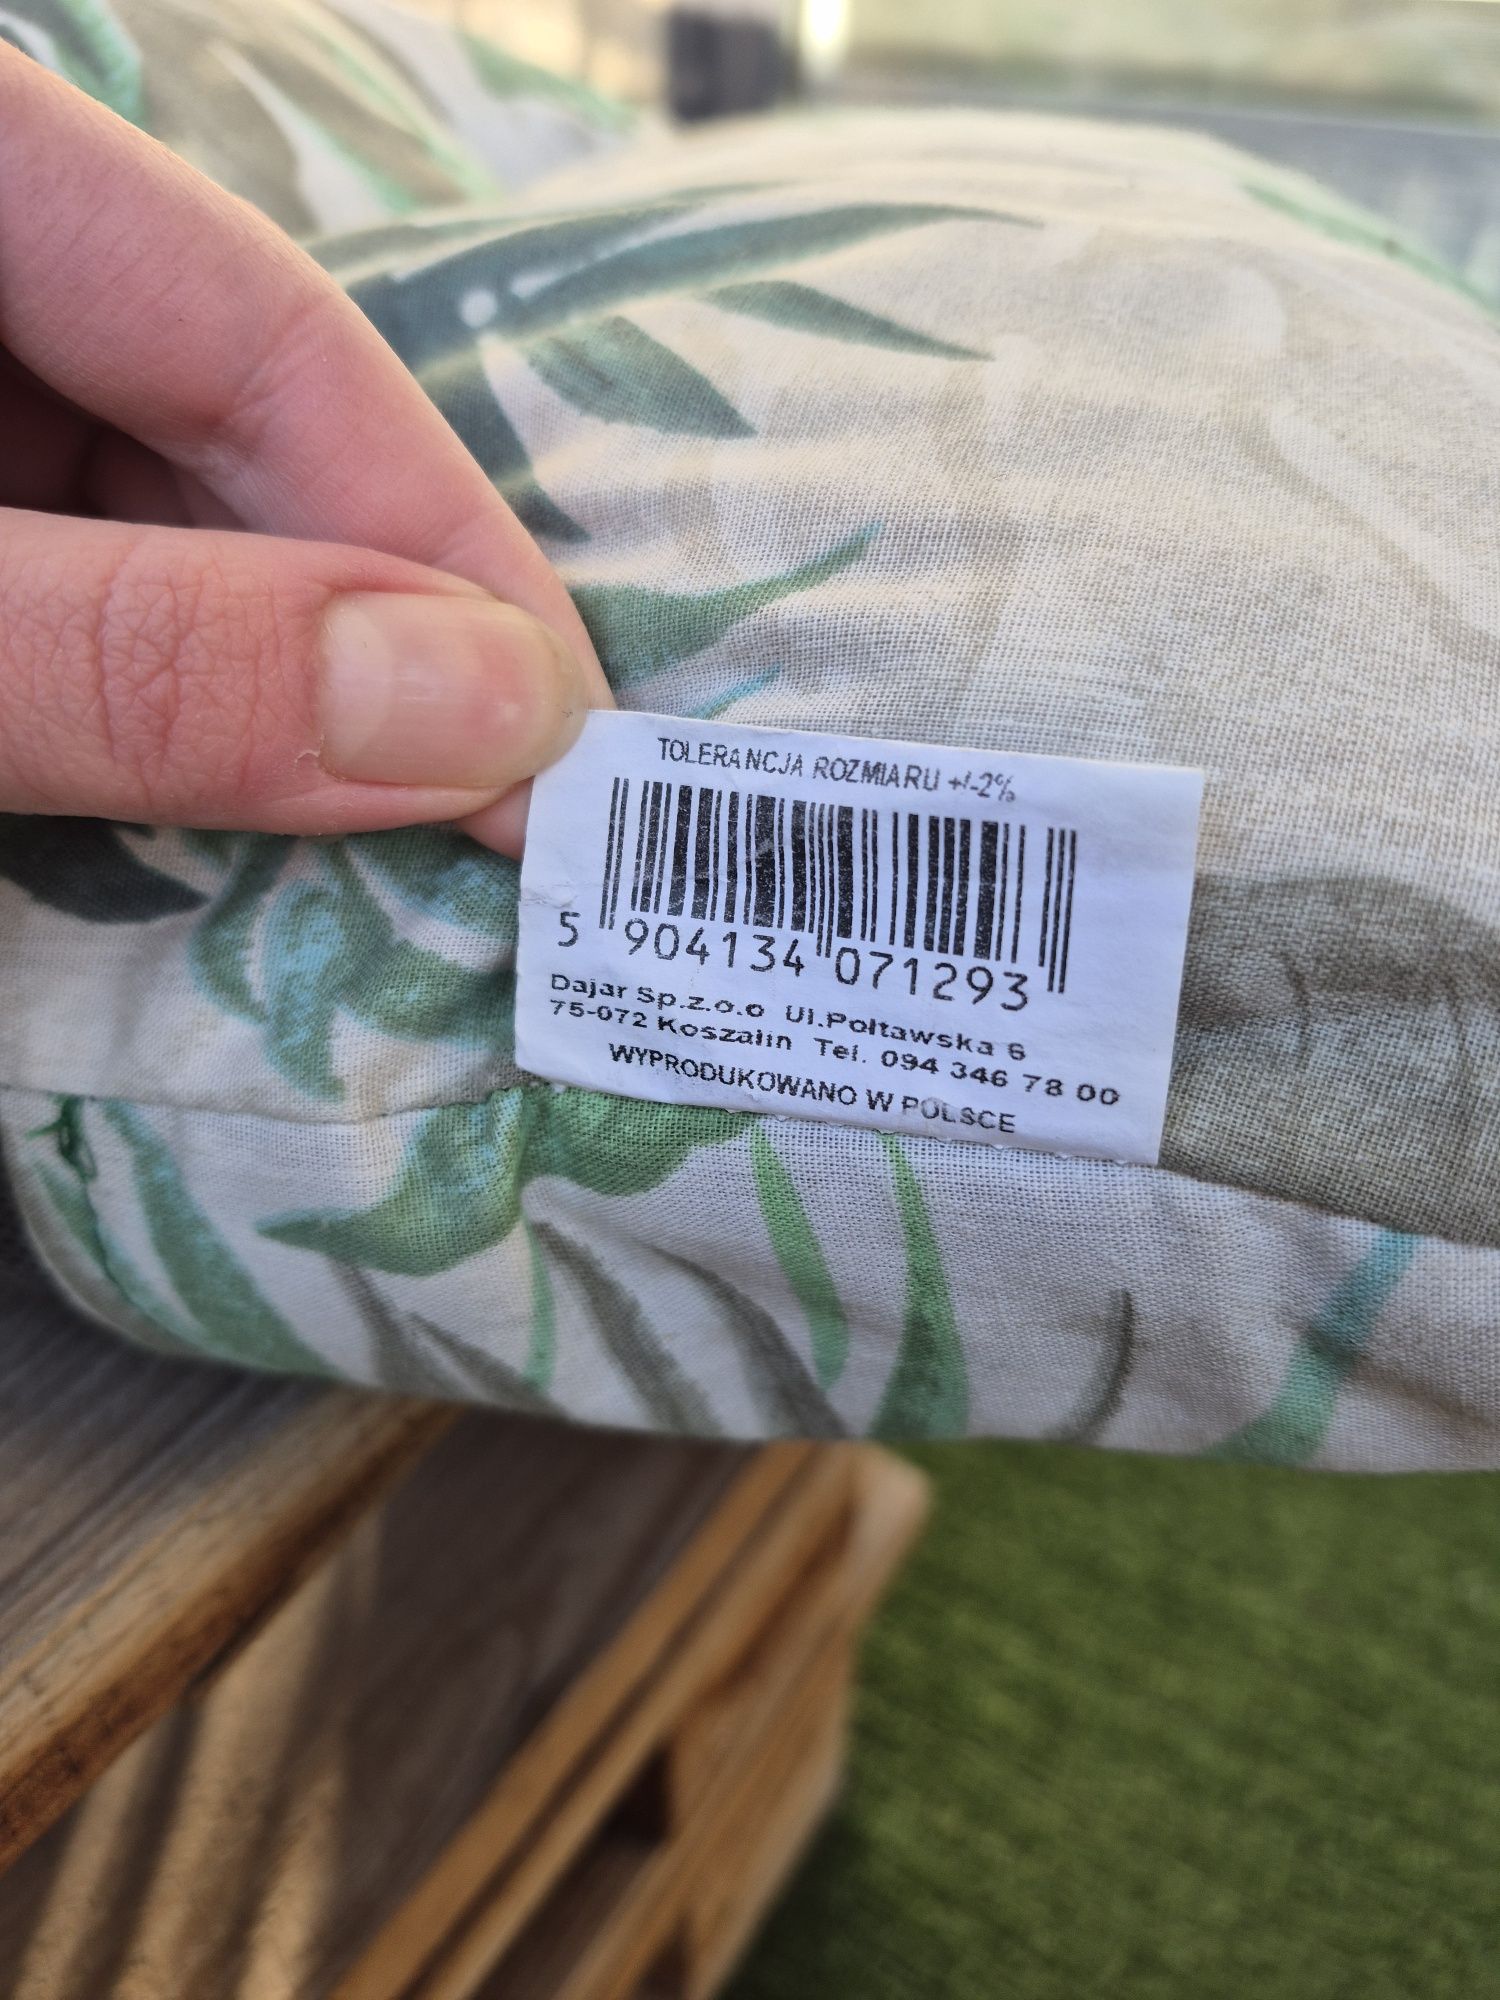 TOLERANCJA ROZMIARU +/-2%
5 904134 071293
Dajar Sp.z.o.o Ul.Połtawska 6
75-072 Koszalin Tel. 094 346 78 00
WYPRODUKOWANO W POLSCE